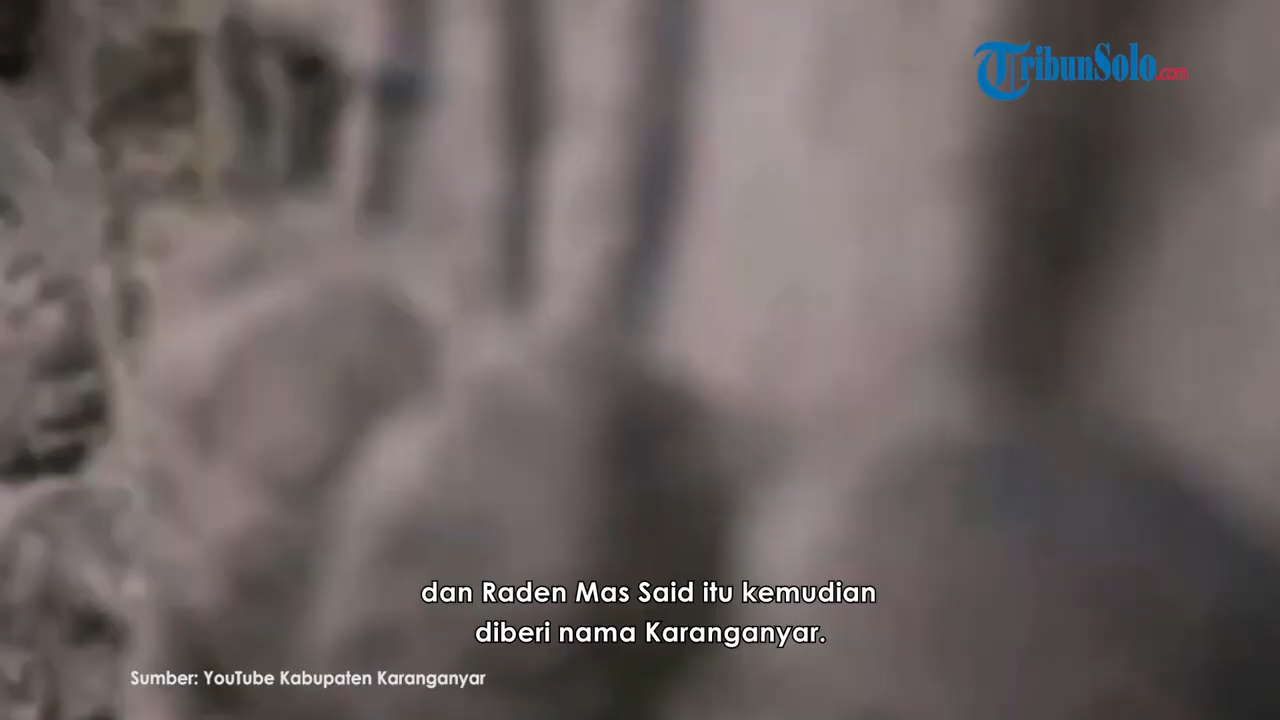 TribunSolo.com
dan Raden Mas Said itu kemudian
diberi nama Karanganyar.
Sumber: YouTube Kabupaten Karanganyar